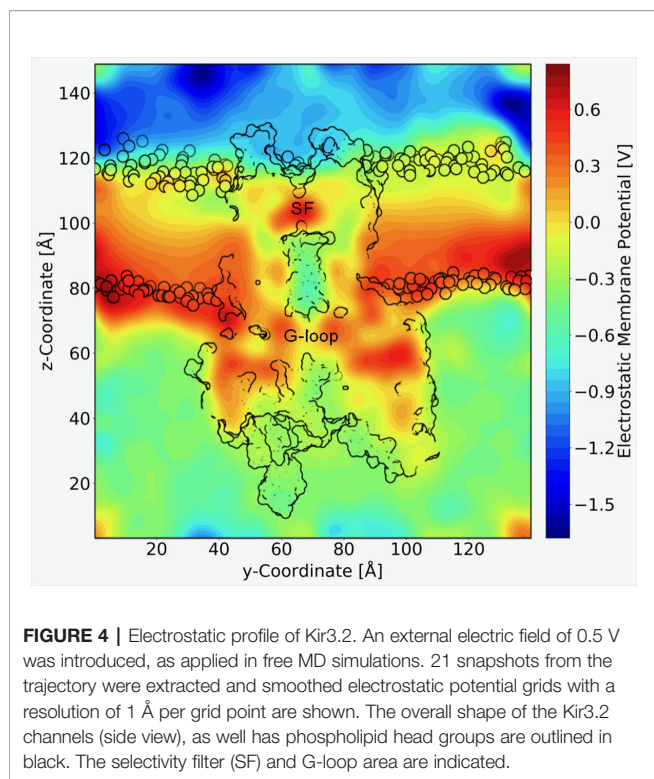 140
120
100
80
60
40
20
z-Coordinate [Å]
SF
G-loop
20 40 60 80 100 120
y-Coordinate [Å]
0.6
0.3
0.0
−0.3
−0.6
−0.9
−1.2
−1.5
Electrostatic Membrane Potential [V]
FIGURE 4 | Electrostatic profile of Kir3.2. An external electric field of 0.5 V
was introduced, as applied in free MD simulations. 21 snapshots from the
trajectory were extracted and smoothed electrostatic potential grids with a
resolution of 1 Å per grid point are shown. The overall shape of the Kir3.2
channels (side view), as well has phospholipid head groups are outlined in
black. The selectivity filter (SF) and G-loop area are indicated.